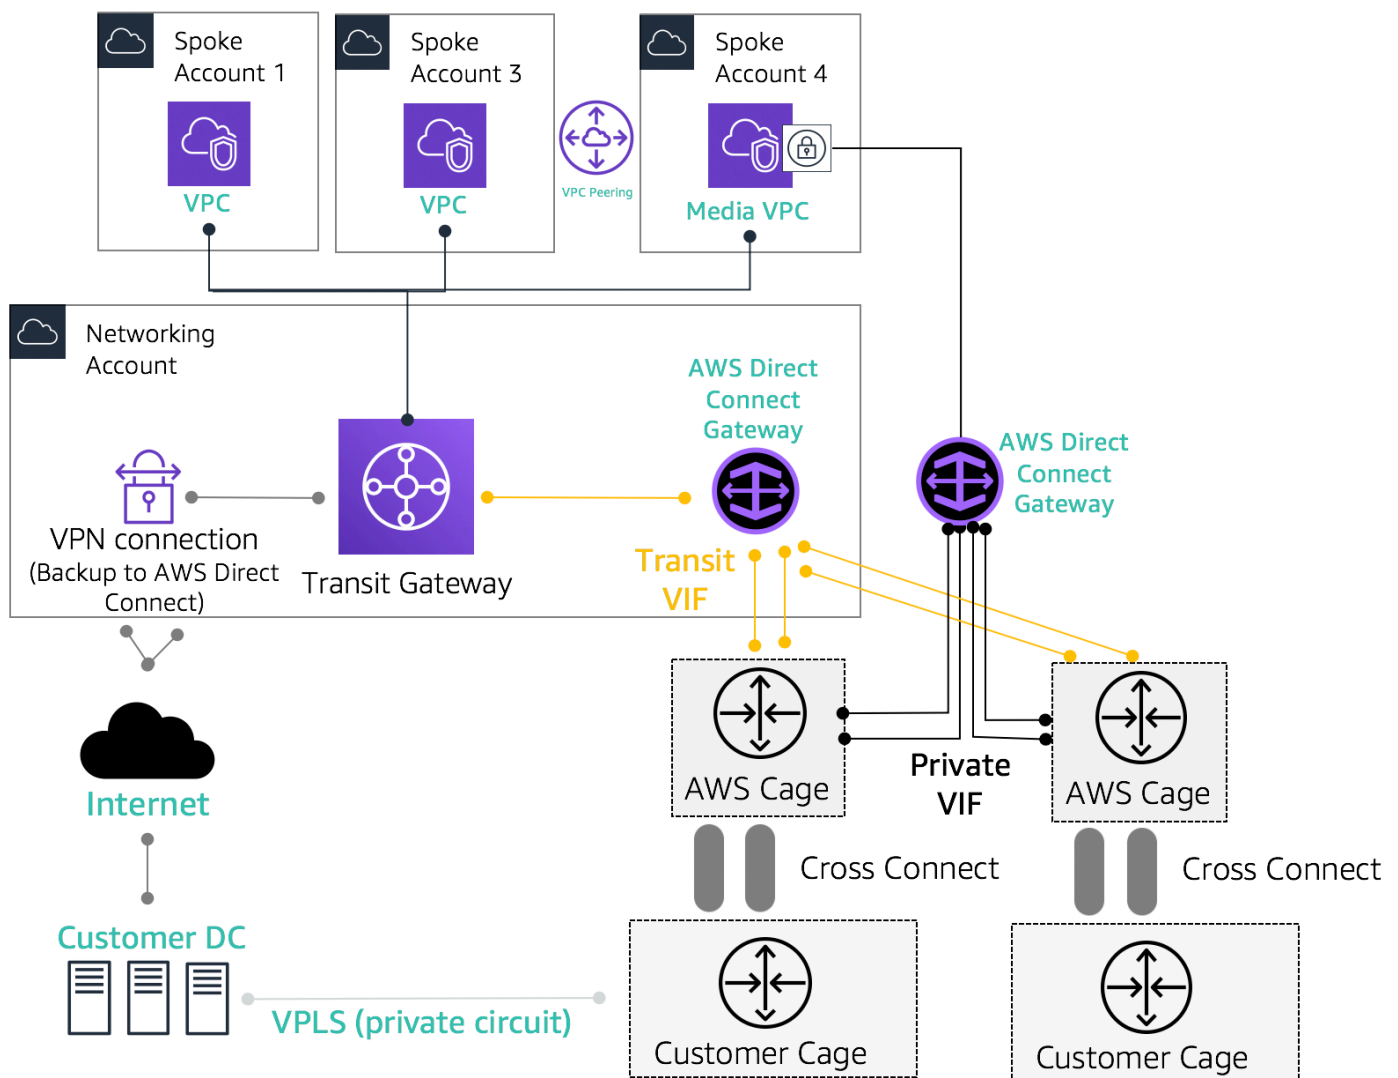 Spoke
Account 1
VPC
Spoke
Account 3
VPC
VPC Peering
Spoke
Account 4
Media VPC
Networking
Account
VPN connection
(Backup to AWS Direct
Connect)
Transit Gateway
AWS Direct
Connect
Gateway
Transit
VIF
AWS Direct
Connect
Gateway
Internet
AWS Cage
Private
VIF
AWS Cage
Cross Connect
Cross Connect
Customer DC
VPLS (private circuit)
Customer Cage
Customer Cage